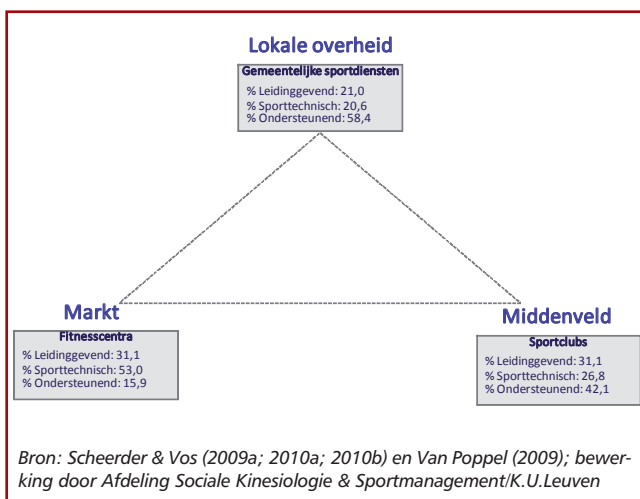 Lokale overheid
Gemeentelijke sportdiensten
% Leidinggevend: 21,0
% Sporttechnisch: 20,6
% Ondersteunend: 58,4
Markt
Fitnesscentra
% Leidinggevend: 31,1
% Sporttechnisch: 53,0
% Ondersteunend: 15,9
Middenveld
Sportclubs
% Leidinggevend: 31,1
% Sporttechnisch: 26,8
% Ondersteunend: 42,1
Bron: Scheerder & Vos (2009a; 2010a; 2010b) en Van Poppel (2009); bewer-
king door Afdeling Sociale Kinesiologie & Sportmanagement/K.U.Leuven